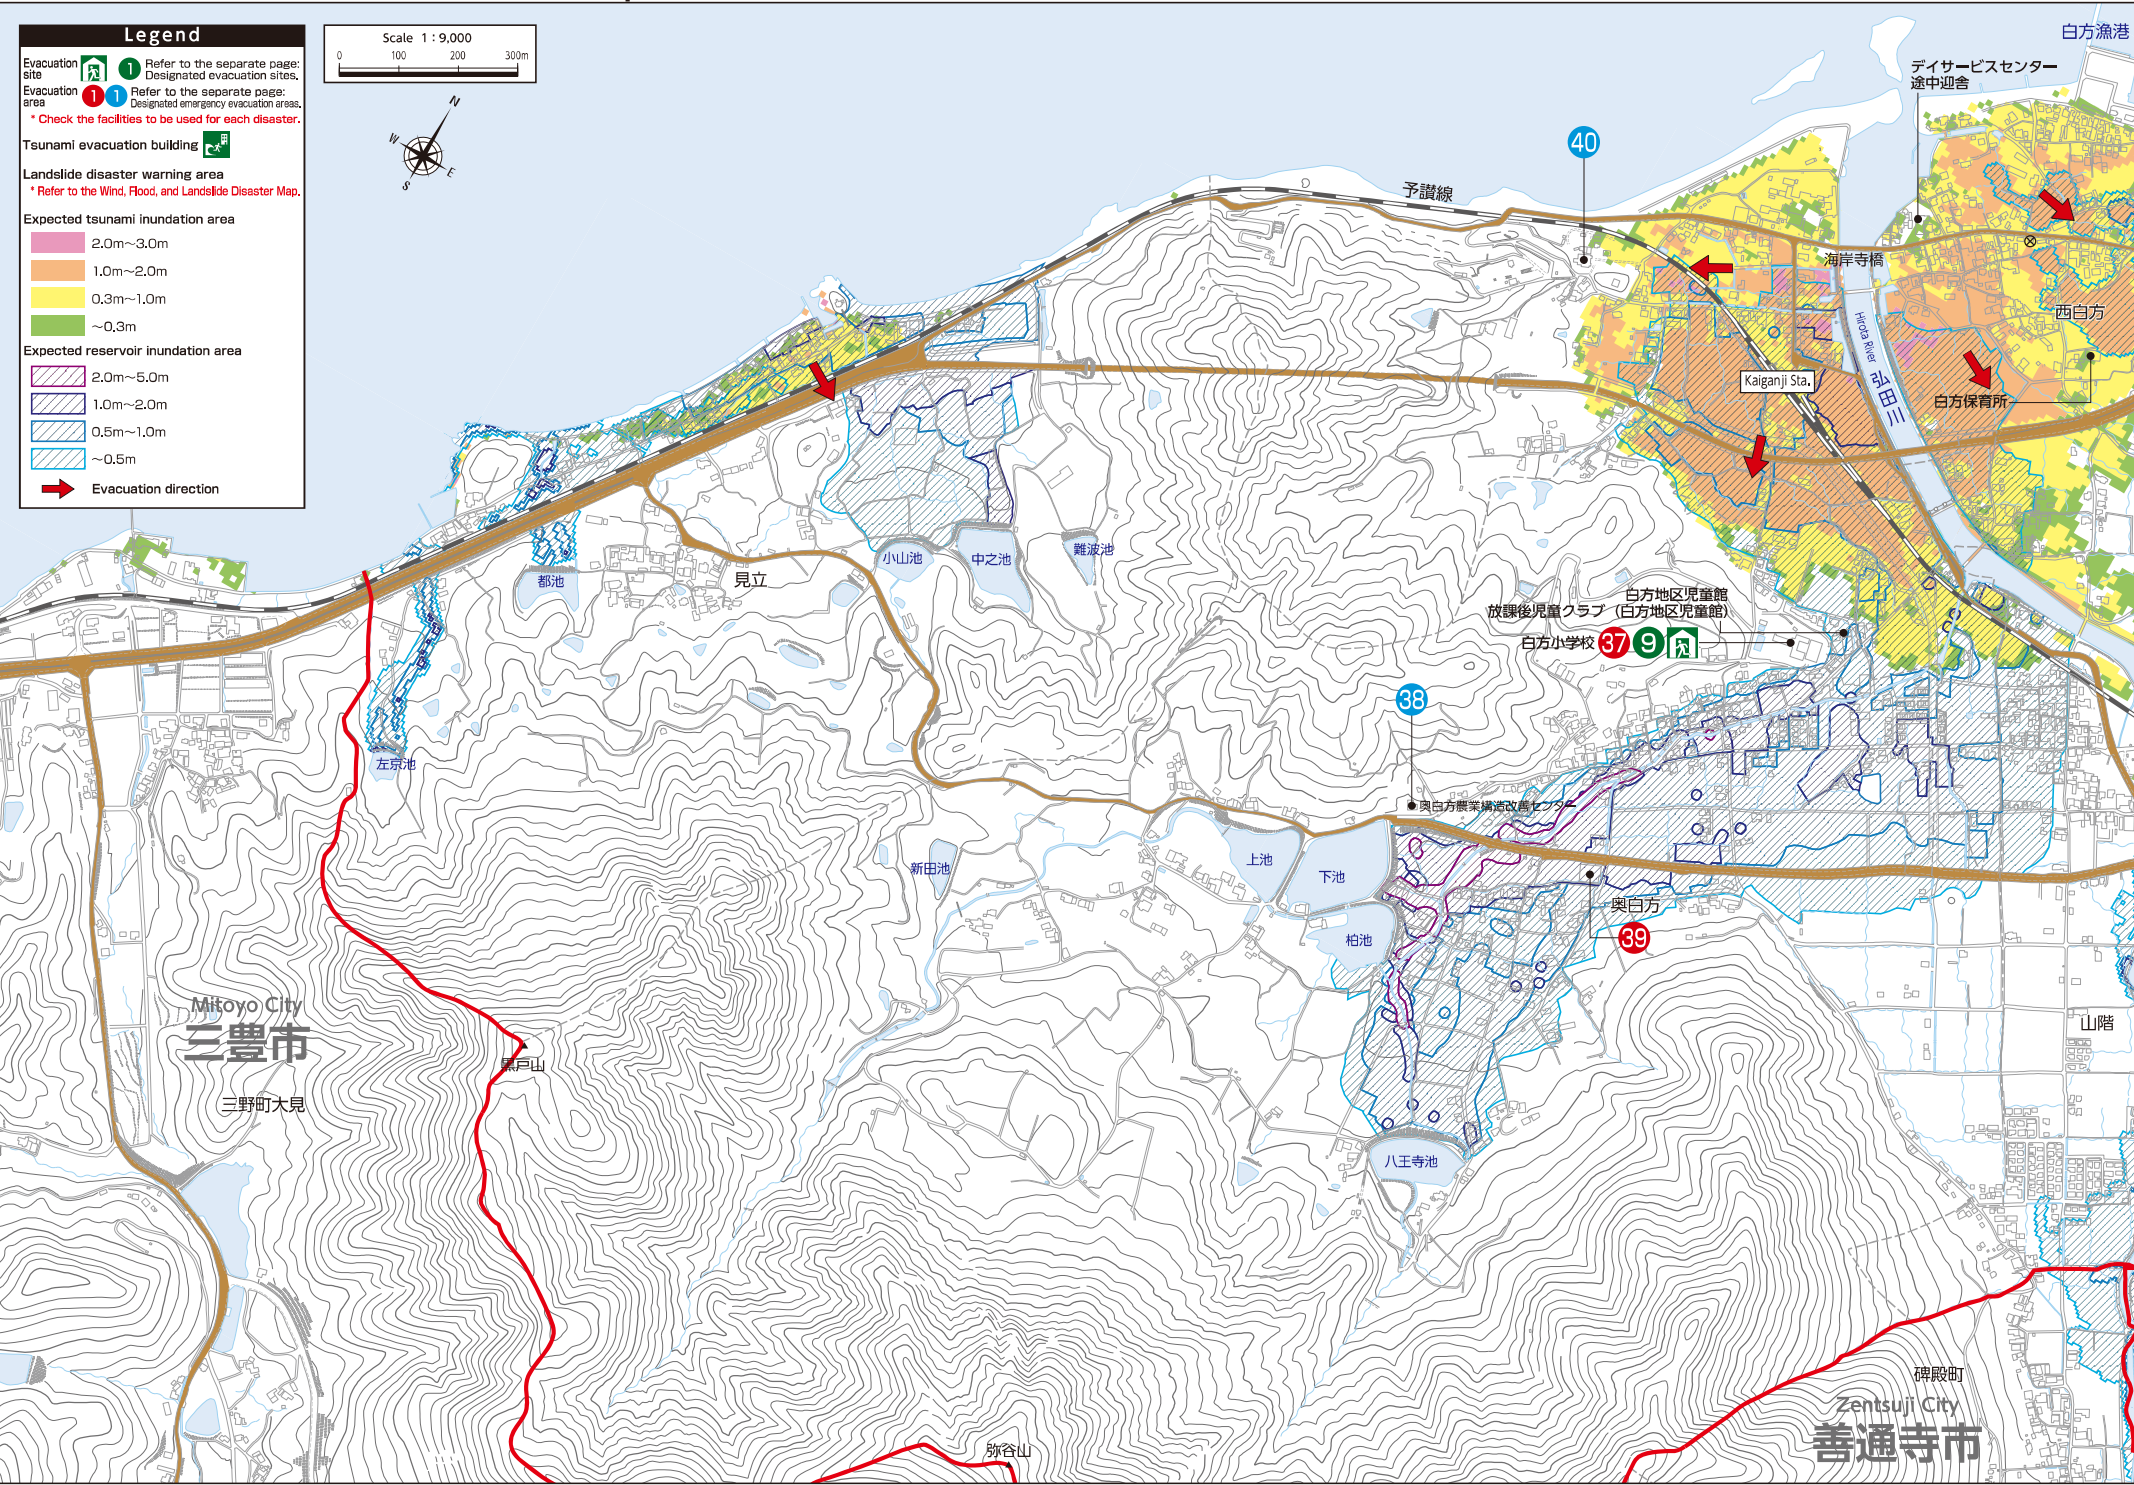 Legend
Evacuation
site
1
Refer to the separate page:
Designated evacuation sites.
Evacuation
area
1
1
Refer to the separate page:
Designated emergency evacuation areas.
* Check the facilities to be used for each disaster.
Tsunami evacuation building
Landslide disaster warning area
* Refer to the Wind, Flood, and Landslide Disaster Map.
Expected tsunami inundation area
2.0m～3.0m
1.0m～2.0m
0.3m～1.0m
～0.3m
Expected reservoir inundation area
2.0m～5.0m
1.0m～2.0m
0.5m～1.0m
～0.5m
Evacuation direction
Scale 1：9,000
0 100 200 300m
N
W
E
S
白方漁港
デイサービスセンター
途中迎舎
40
予讃線
海岸寺橋
西白方
Hirota River
弘田川
Kaiganji Sta.
白方保育所
小山池
中之池
難波池
都池
見立
白方地区児童館
放課後児童クラブ（白方地区児童館）
白方小学校
37
9
38
左京池
奥白方農業構造改善センター
新田池
上池
下池
奥白方
39
柏池
Mitoyo City
三豊市
山階
黒戸山
三野町大見
八王寺池
碑殿町
Zentsuji City
善通寺市
弥谷山